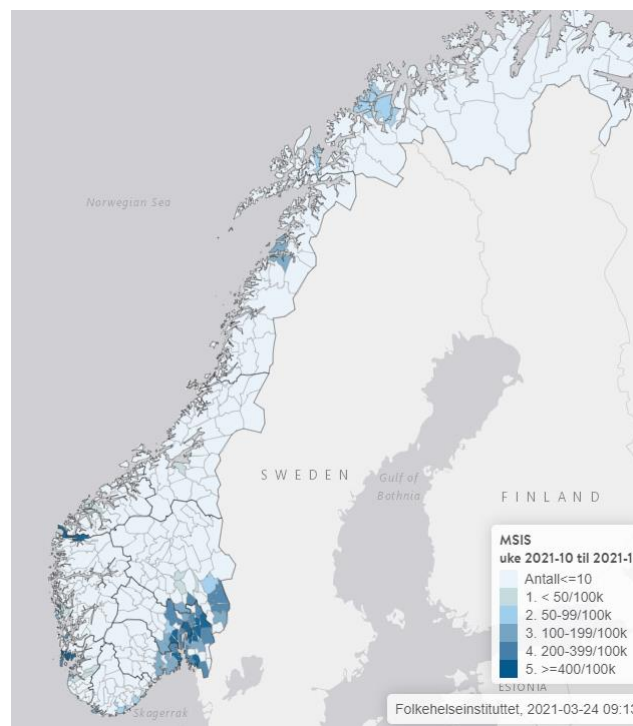 Norwegian Sea
SWEDEN
Gulf of
Bothnia
FINLAND
MSIS
uke 2021-10 til 2021-1
Antall<=10
1. < 50/100k
2. 50-99/100k
3. 100-199/100k
4. 200-399/100k
5. >=400/100k
ESTONIA
Skagerrak
Folkehelseinstituttet, 2021-03-24 09:13